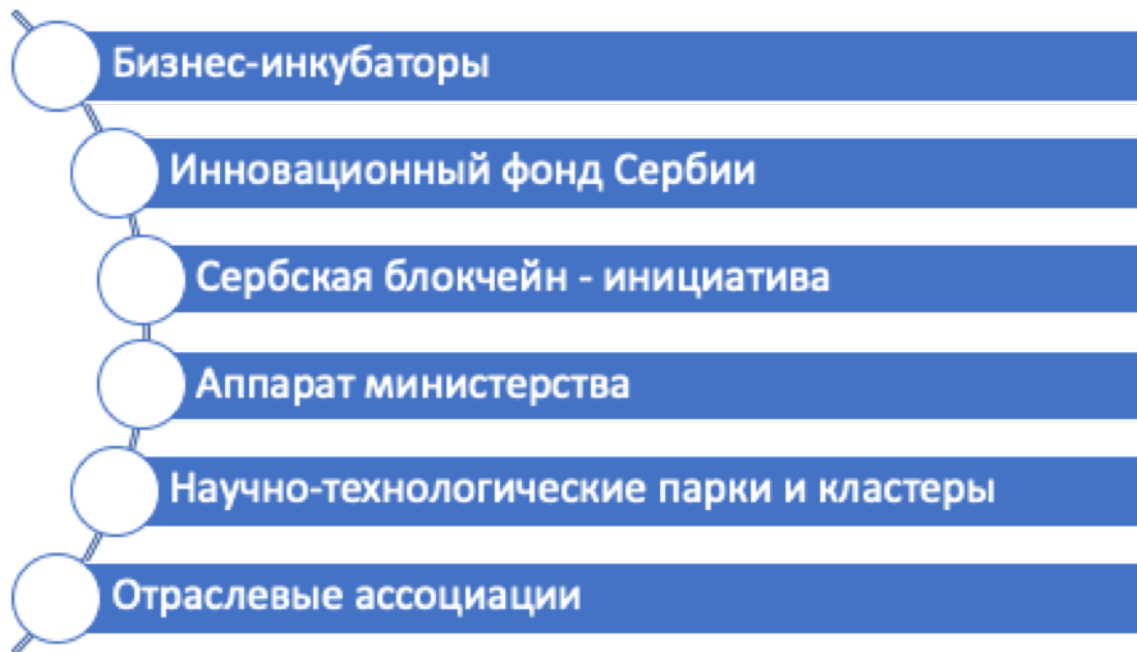 Бизнес-инкубаторы
Инновационный фонд Сербии
Сербская блокчейн - инициатива
Аппарат министерства
Научно-технологические парки и кластеры
Отраслевые ассоциации